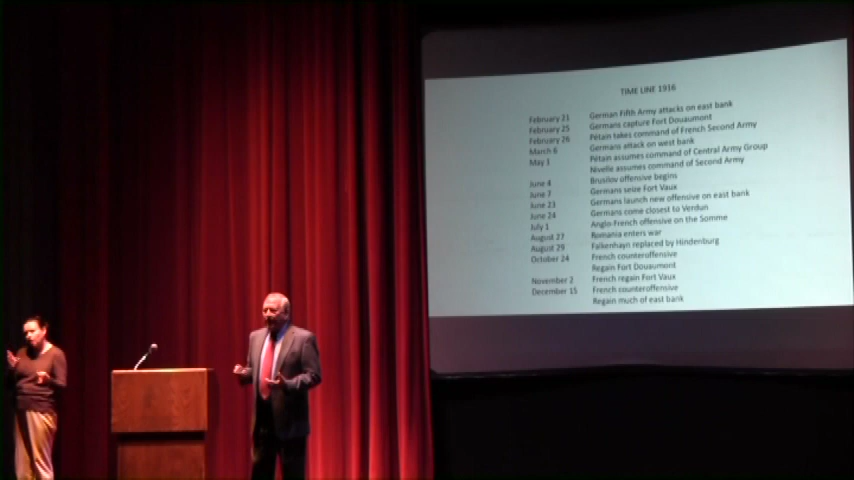 TIME LINE 1916
February 21 German Fifth Army attacks on east bank
February 25 Germans capture Fort Douaumont
February 26 Pétain takes command of French Second Army
March 6 Germans attack on west bank
May 1 Pétain assumes command of Central Army Group
Nivelle assumes command of Second Army
June 4 Brusilov offensive begins
June 7 Germans seize Fort Vaux
June 23 Germans launch new offensive on east bank
June 24 Germans come closest to Verdun
July 1 Anglo-French offensive on the Somme
August 27 Romania enters war
August 29 Falkenhayn replaced by Hindenburg
October 24 French counteroffensive
Regain Fort Douaumont
November 2 French regain Fort Vaux
December 15 French counteroffensive
Regain much of east bank